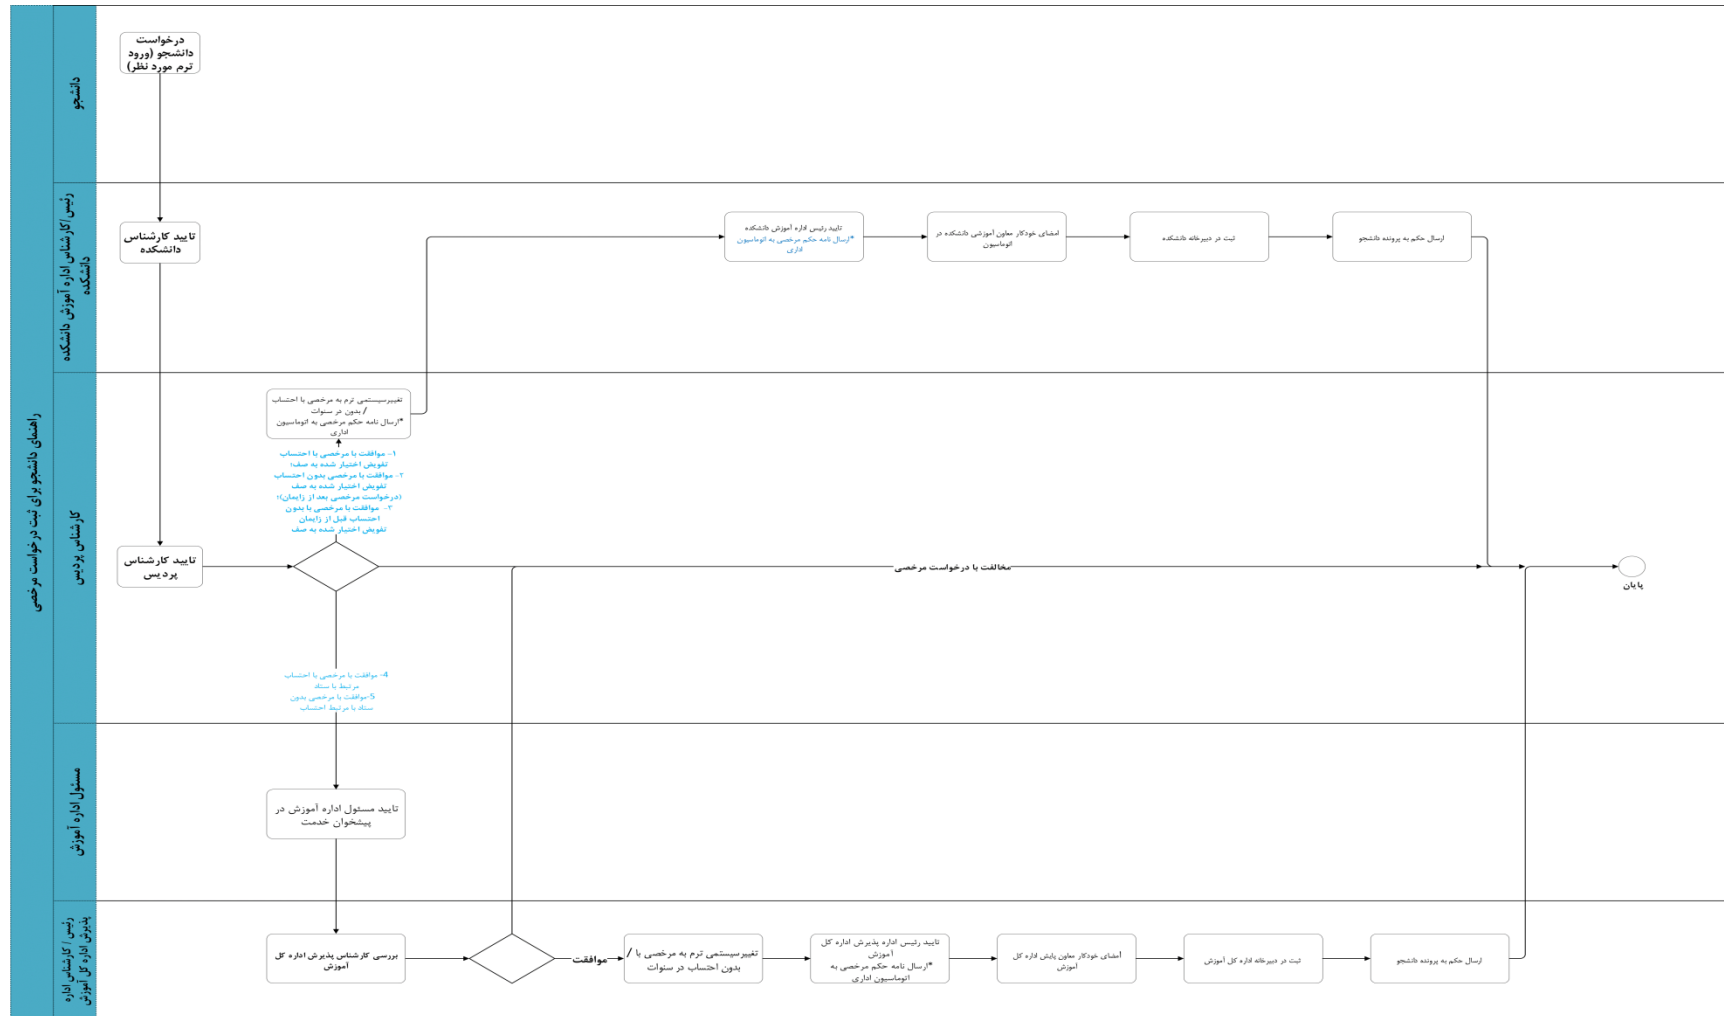 راهنمای دانشجو برای ثبت درخواست مرخصی
دانشجو
درخواست
دانشجو (ورود
ترم مورد نظر)
رئیس/کارشناس اداره آموزش دانشکده
دانشکده
تایید کارشناس
دانشکده
تایید رئیس اداره آموزش دانشکده
*ارسال نامه حکم مرخصی به اتوماسیون
اداری
امضای خودکار معاون آموزشی دانشکده در
اتوماسیون
ثبت در دبیرخانه دانشکده
ارسال حکم به پرونده دانشجو
کارشناس پردیس
تغییرسیستمی ترم به مرخصی با احتساب
/ بدون در سنوات
*ارسال نامه حکم مرخصی به اتوماسیون
اداری
۱- موافقت با مرخصی با احتساب
تفویض اختیار شده به صف؛
۲- موافقت با مرخصی بدون احتساب
تفویض اختیار شده به صف
(درخواست مرخصی بعد از زایمان)؛
۳- موافقت با مرخصی با بدون
احتساب قبل از زایمان
تفویض اختیار شده به صف
تایید کارشناس
پردیس
مخالفت با درخواست مرخصی
پایان
4- موافقت با مرخصی با احتساب
مرتبط با ستاد
5-موافقت با مرخصی بدون
ستاد با مرتبط احتساب
مسئول اداره آموزش
تایید مسئول اداره آموزش در
پیشخوان خدمت
رئیس / کارشناس اداره
پذیرش اداره کل آموزش
بررسی کارشناس پذیرش اداره کل
آموزش
موافقت
تغییرسیستمی ترم به مرخصی با /
بدون احتساب در سنوات
تایید رئیس اداره پذیرش اداره کل
آموزش
*ارسال نامه حکم مرخصی به
اتوماسیون اداری
امضای خودکار معاون پایش اداره کل
آموزش
ثبت در دبیرخانه اداره کل آموزش
ارسال حکم به پرونده دانشجو